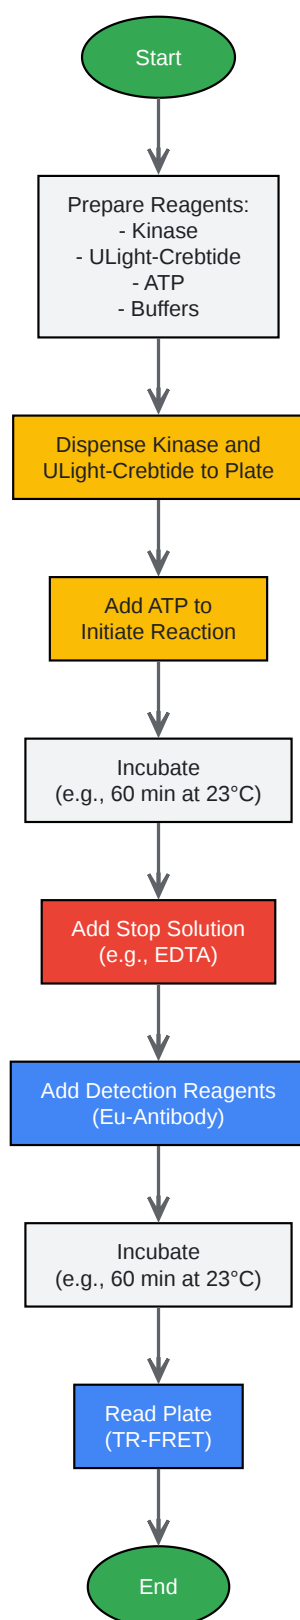 Start
Prepare Reagents:
- Kinase
- ULight-Crebtide
- ATP
- Buffers
Dispense Kinase and
ULight-Crebtide to Plate
Add ATP to
Initiate Reaction
Incubate
(e.g., 60 min at 23°C)
Add Stop Solution
(e.g., EDTA)
Add Detection Reagents
(Eu-Antibody)
Incubate
(e.g., 60 min at 23°C)
Read Plate
(TR-FRET)
End